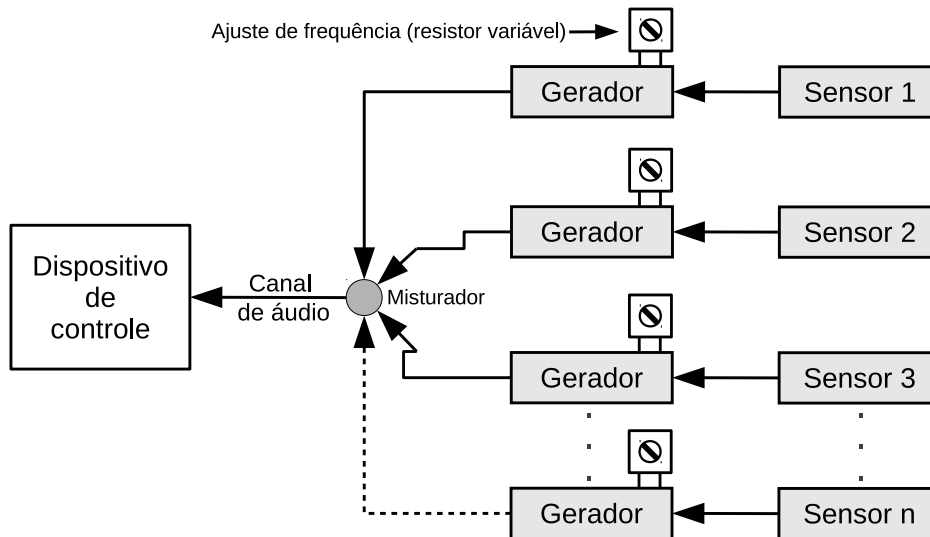 Ajuste de frequência (resistor variável)
Gerador
Sensor 1
Gerador
Sensor 2
Dispositivo
de
controle
Canal
de áudio
Misturador
Gerador
Sensor 3
Gerador
Sensor n